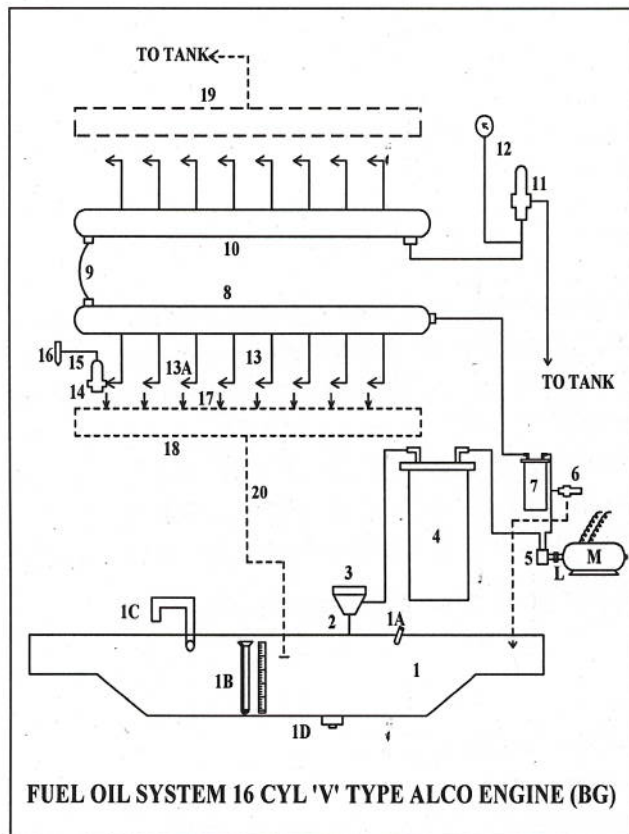 TO TANK
19
12
11
10
9
8
16
15
13A
13
14
17
TO TANK
18
6
7
20
4
3
5
L
M
1C
2
1A
1B
1
1D
FUEL OIL SYSTEM 16 CYL 'V' TYPE ALCO ENGINE (BG)